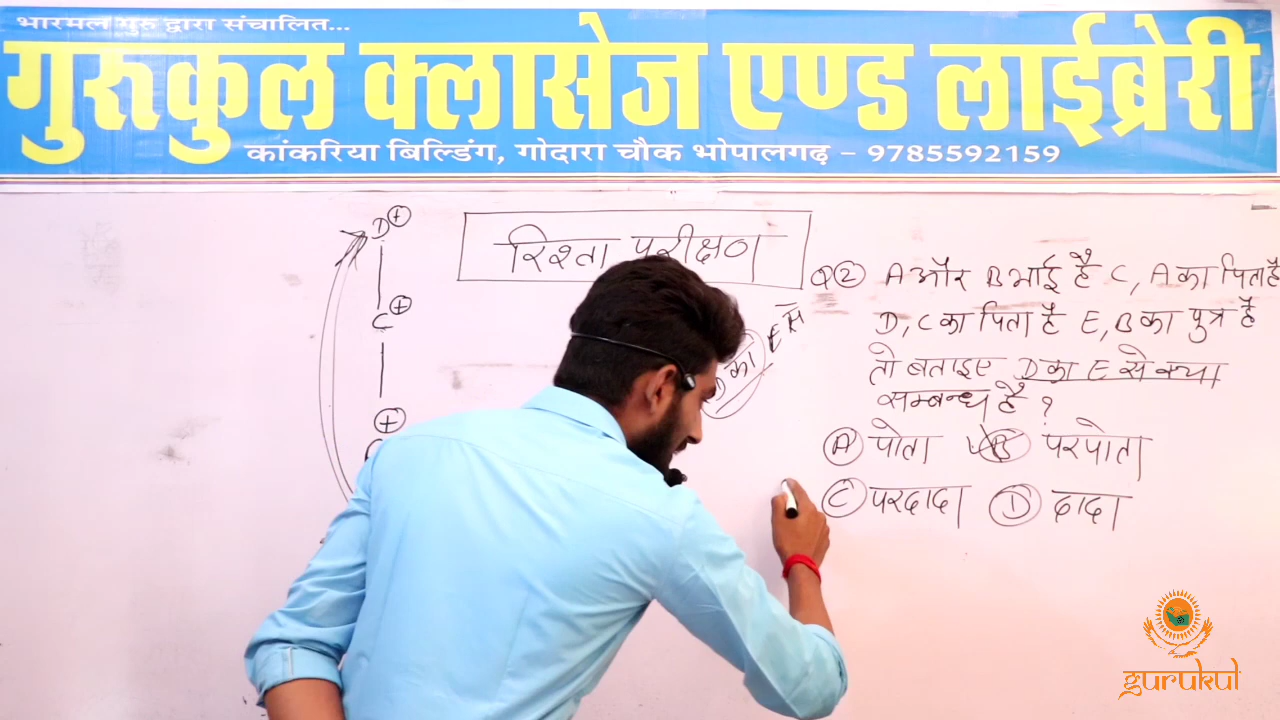 भारमल गुरु द्वारा संचालित...
गुरुकुल क्लासेज एण्ड लाईब्रेरी
कांकरिया बिल्डिंग, गोदारा चौक भोपालगढ़ – 9785592159
रिश्ता परीक्षण
D +
C +
+
का E से
Q② A और B भाई है C, A का पिता है
D, C का पिता है E, B का पुत्र है
तो बताइए D का E से क्या
सम्बन्ध है ?
A पोता B परपोता
C परदादा D दादा
gurukul